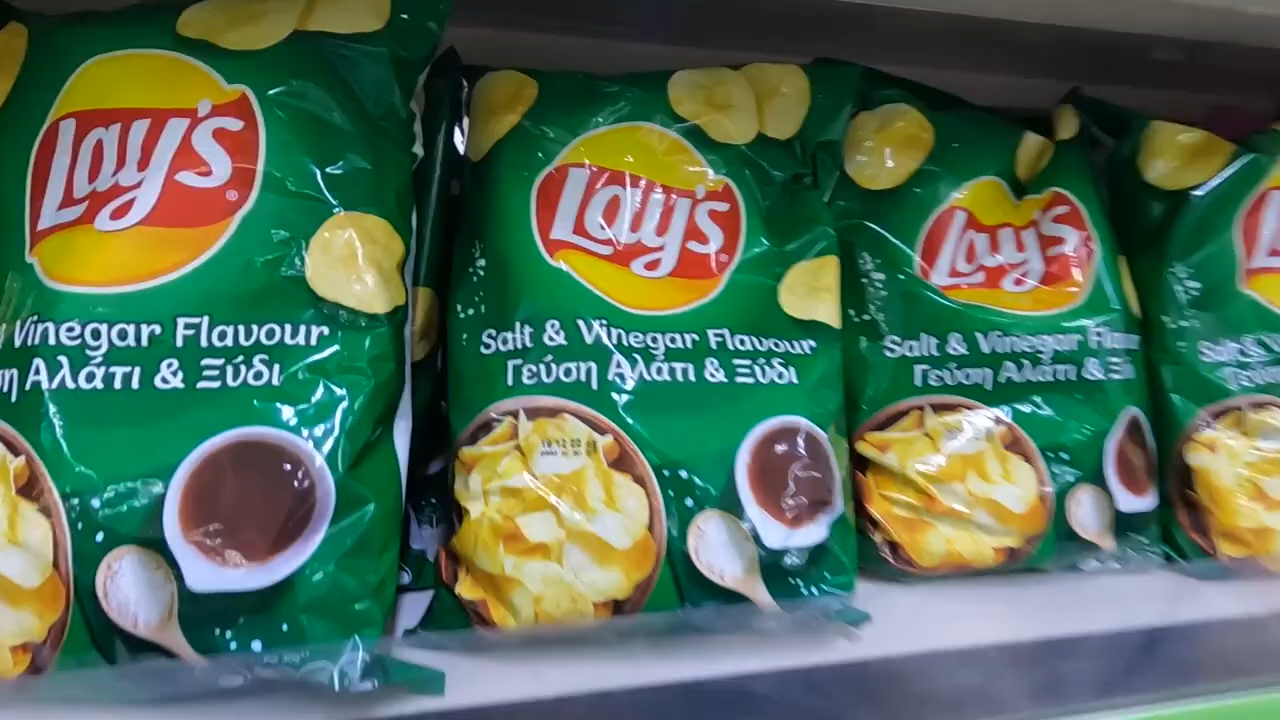 Lay's
Vinegar Flavour
Αλάτι & Ξύδι
Lay's
Salt & Vinegar Flavour
Γεύση Αλάτι & Ξύδι
Lay's
Salt & Vinegar
Γεύση Αλάτι &